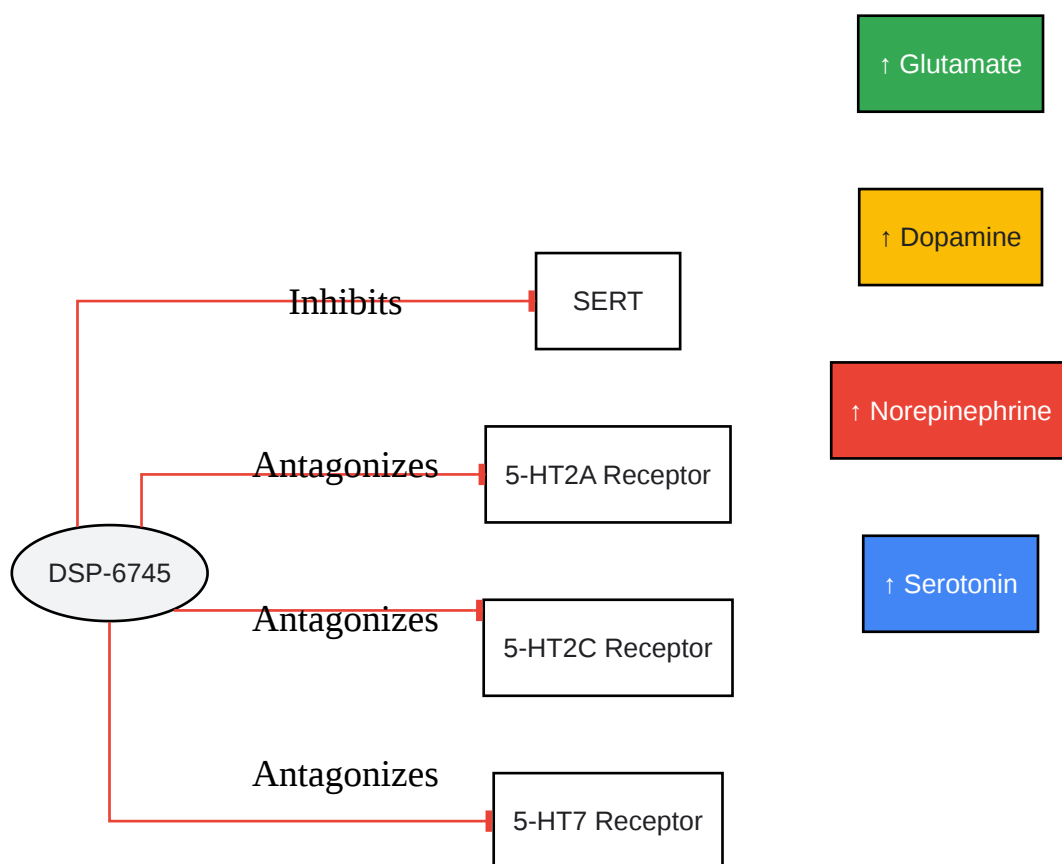 ↑ Glutamate
↑ Dopamine
Inhibits
SERT
↑ Norepinephrine
Antagonizes
5-HT2A Receptor
DSP-6745
↑ Serotonin
Antagonizes
5-HT2C Receptor
Antagonizes
5-HT7 Receptor